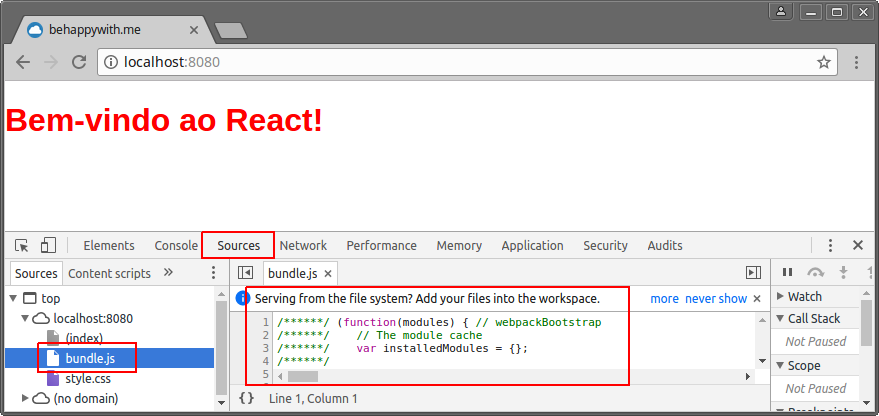 behappywith.me
localhost:8080
Bem-vindo ao React!
Elements Console Sources Network Performance Memory Application Security Audits
Sources Content scripts » bundle.js ×
Serving from the file system? Add your files into the workspace. more never show ×
top
localhost:8080
(index)
bundle.js
style.css
(no domain)
1 /******/ (function(modules) { // webpackBootstrap
2 /******/     // The module cache
3 /******/     var installedModules = {};
4 /******/
5
{} Line 1, Column 1
Watch
Call Stack
Not Paused
Scope
Not Paused
Breakpoints